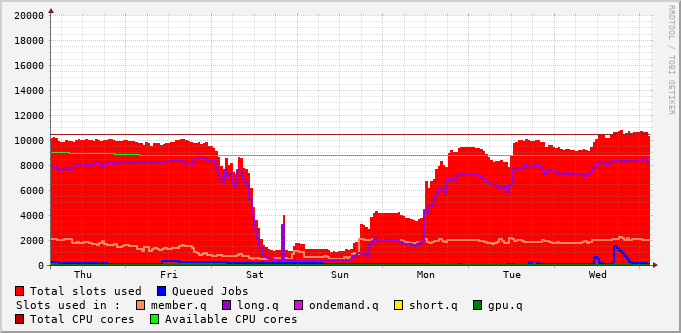 20000
18000
16000
14000
12000
10000
8000
6000
4000
2000
0
Thu Fri Sat Sun Mon Tue Wed
RRDTOOL / TOBI OETIKER
Total slots used Queued Jobs
Slots used in : member.q long.q ondemand.q short.q gpu.q
Total CPU cores Available CPU cores